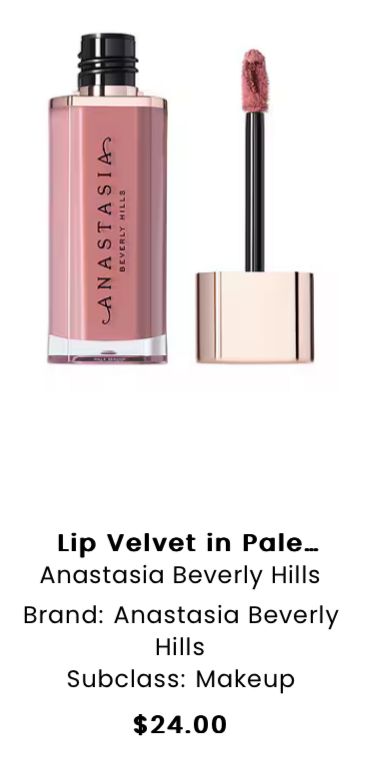 ANASTASIA
BEVERLY HILLS
Lip Velvet in Pale…
Anastasia Beverly Hills
Brand: Anastasia Beverly
Hills
Subclass: Makeup
$24.00